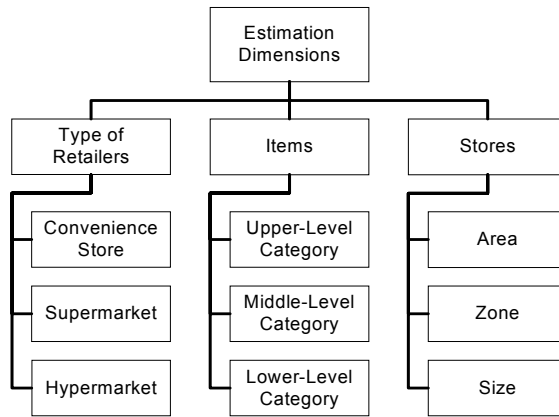 Estimation
Dimensions
Type of
Retailers
Items
Stores
Convenience
Store
Upper-Level
Category
Area
Supermarket
Middle-Level
Category
Zone
Hypermarket
Lower-Level
Category
Size